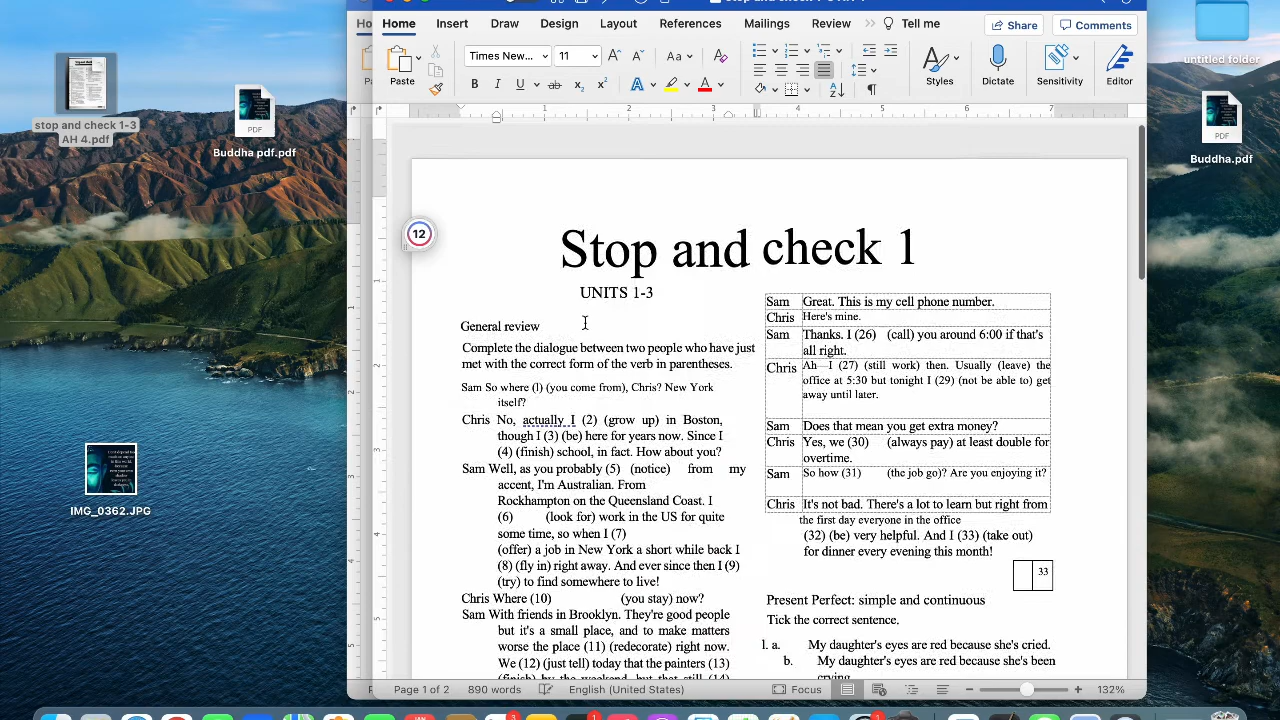 Home Insert Draw Design Layout References Mailings Review Tell me
Share Comments
Paste
Times New... 11
Styles
Dictate
Sensitivity
Editor
stop and check 1-3
AH 4.pdf
PDF
Buddha pdf.pdf
IMG_0362.JPG
untitled folder
PDF
Buddha.pdf
12
Stop and check 1
UNITS 1-3
General review
Complete the dialogue between two people who have just
met with the correct form of the verb in parentheses.
Sam So where (l) (you come from), Chris? New York
itself?
Chris No, actually I (2) (grow up) in Boston,
though I (3) (be) here for years now. Since I
(4) (finish) school, in fact. How about you?
Sam Well, as you probably (5) (notice) from my
accent, I'm Australian. From
Rockhampton on the Queensland Coast. I
(6) (look for) work in the US for quite
some time, so when I (7)
(offer) a job in New York a short while back I
(8) (fly in) right away. And ever since then I (9)
(try) to find somewhere to live!
Chris Where (10) (you stay) now?
Sam With friends in Brooklyn. They're good people
but it's a small place, and to make matters
worse the place (11) (redecorate) right now.
We (12) (just tell) today that the painters (13)
(finish) by the weekend, but that still (14)
Sam Great. This is my cell phone number.
Chris Here's mine.
Sam Thanks. I (26) (call) you around 6:00 if that's
all right.
Chris Ah—I (27) (still work) then. Usually (leave) the
office at 5:30 but tonight I (29) (not be able to) get
away until later.
Sam Does that mean you get extra money?
Chris Yes, we (30) (always pay) at least double for
overtime.
Sam So how (31) (the job go)? Are you enjoying it?
Chris It's not bad. There's a lot to learn but right from
the first day everyone in the office
(32) (be) very helpful. And I (33) (take out)
for dinner every evening this month!
33
Present Perfect: simple and continuous
Tick the correct sentence.
l. a. My daughter's eyes are red because she's cried.
b. My daughter's eyes are red because she's been
crying.
Page 1 of 2 890 words English (United States) Focus 132%